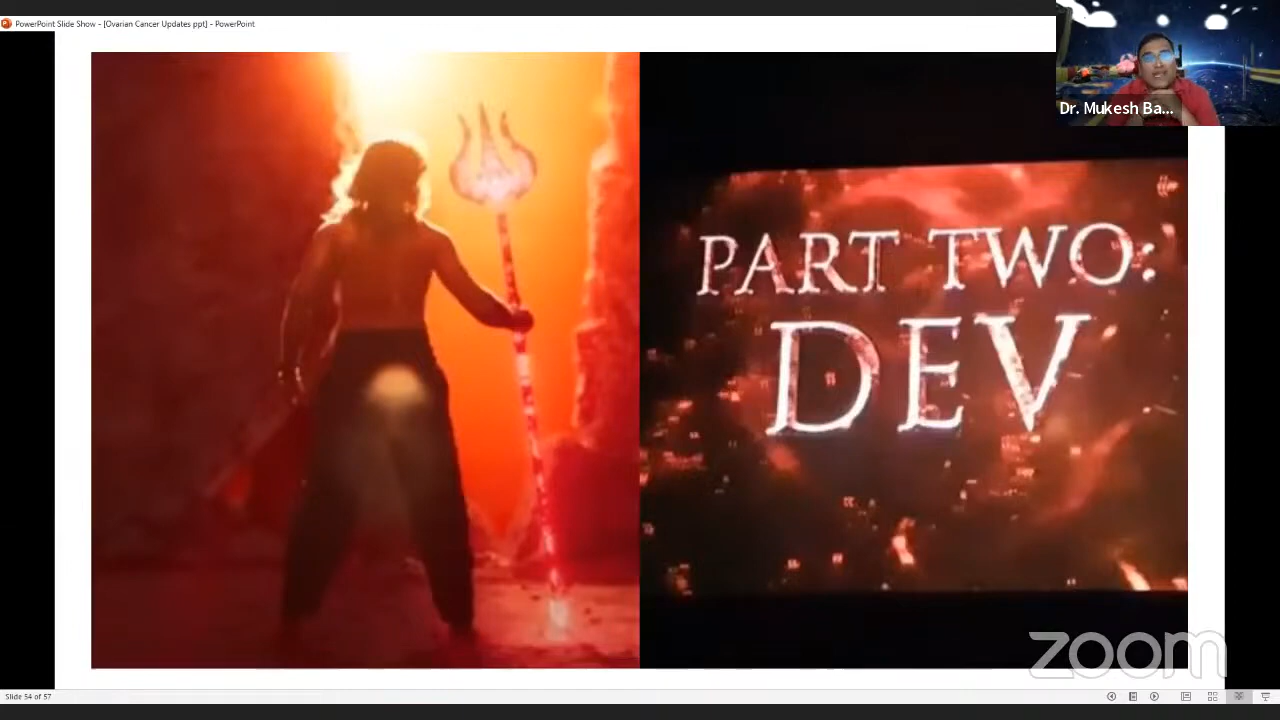 PowerPoint Slide Show - [Ovarian Cancer Updates ppt] - PowerPoint
Dr. Mukesh Ba...
PART TWO:
DEV
zoom
Slide 54 of 57